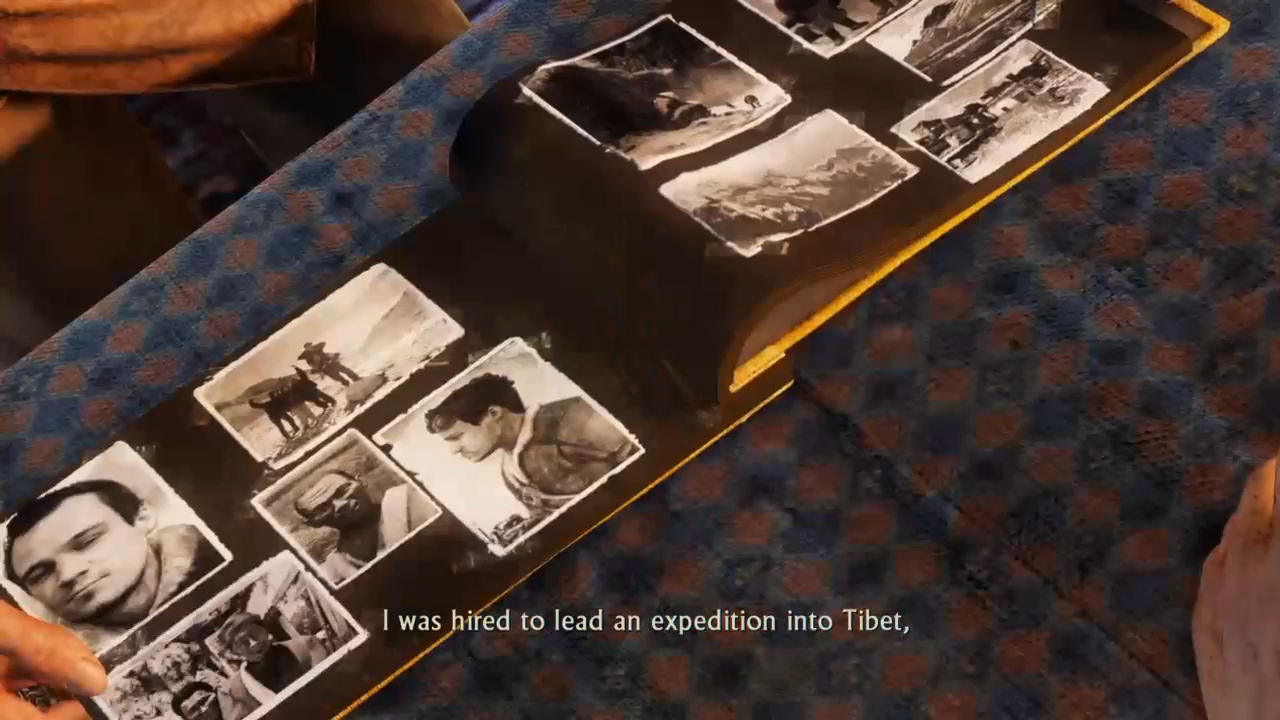 I was hired to lead an expedition into Tibet,